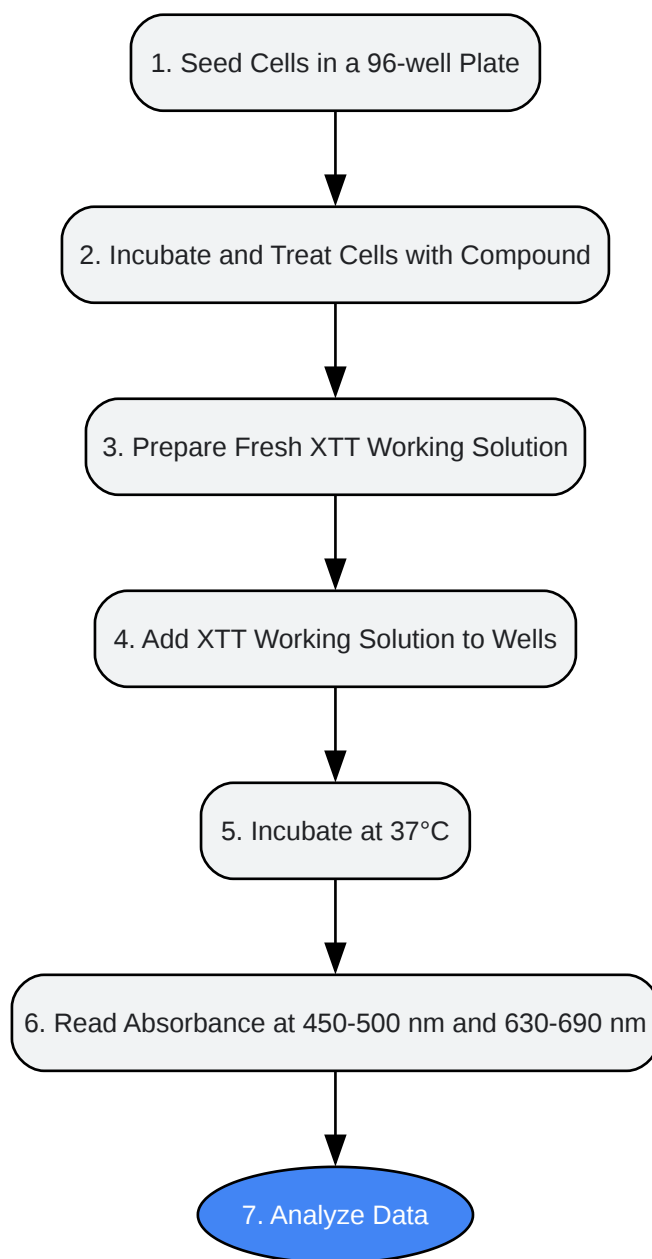 1. Seed Cells in a 96-well Plate
2. Incubate and Treat Cells with Compound
3. Prepare Fresh XTT Working Solution
4. Add XTT Working Solution to Wells
5. Incubate at 37°C
6. Read Absorbance at 450-500 nm and 630-690 nm
7. Analyze Data